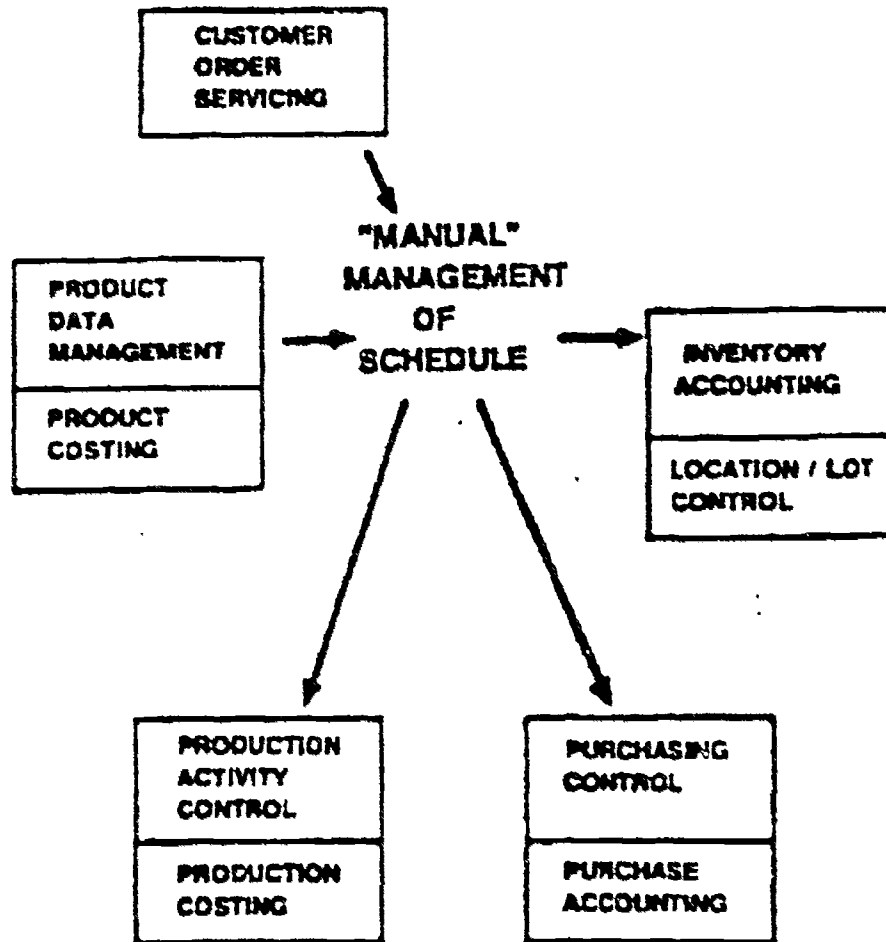 CUSTOMER
ORDER
SERVICING
"MANUAL"
MANAGEMENT
OF
SCHEDULE
PRODUCT
DATA
MANAGEMENT
PRODUCT
COSTING
INVENTORY
ACCOUNTING
LOCATION / LOT
CONTROL
PRODUCTION
ACTIVITY
CONTROL
PRODUCTION
COSTING
PURCHASING
CONTROL
PURCHASE
ACCOUNTING